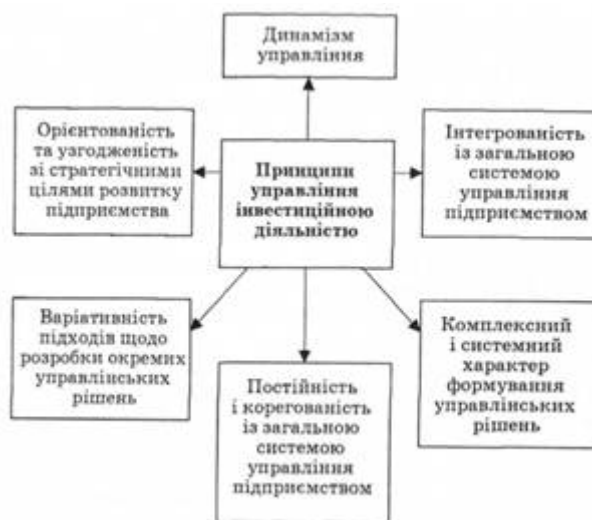 Динамізм
управління
Орієнтованість
та узгодженість
зі стратегічними
цілями розвитку
підприємства
Принципи
управління
інвестиційною
діяльністю
Інтегрованість
із загальною
системою
управління
підприємством
Варіативність
підходів щодо
розробки окремих
управлінських
рішень
Постійність
і корегованість
із загальною
системою
управління
підприємством
Комплексний
і системний
характер
формування
управлінських
рішень